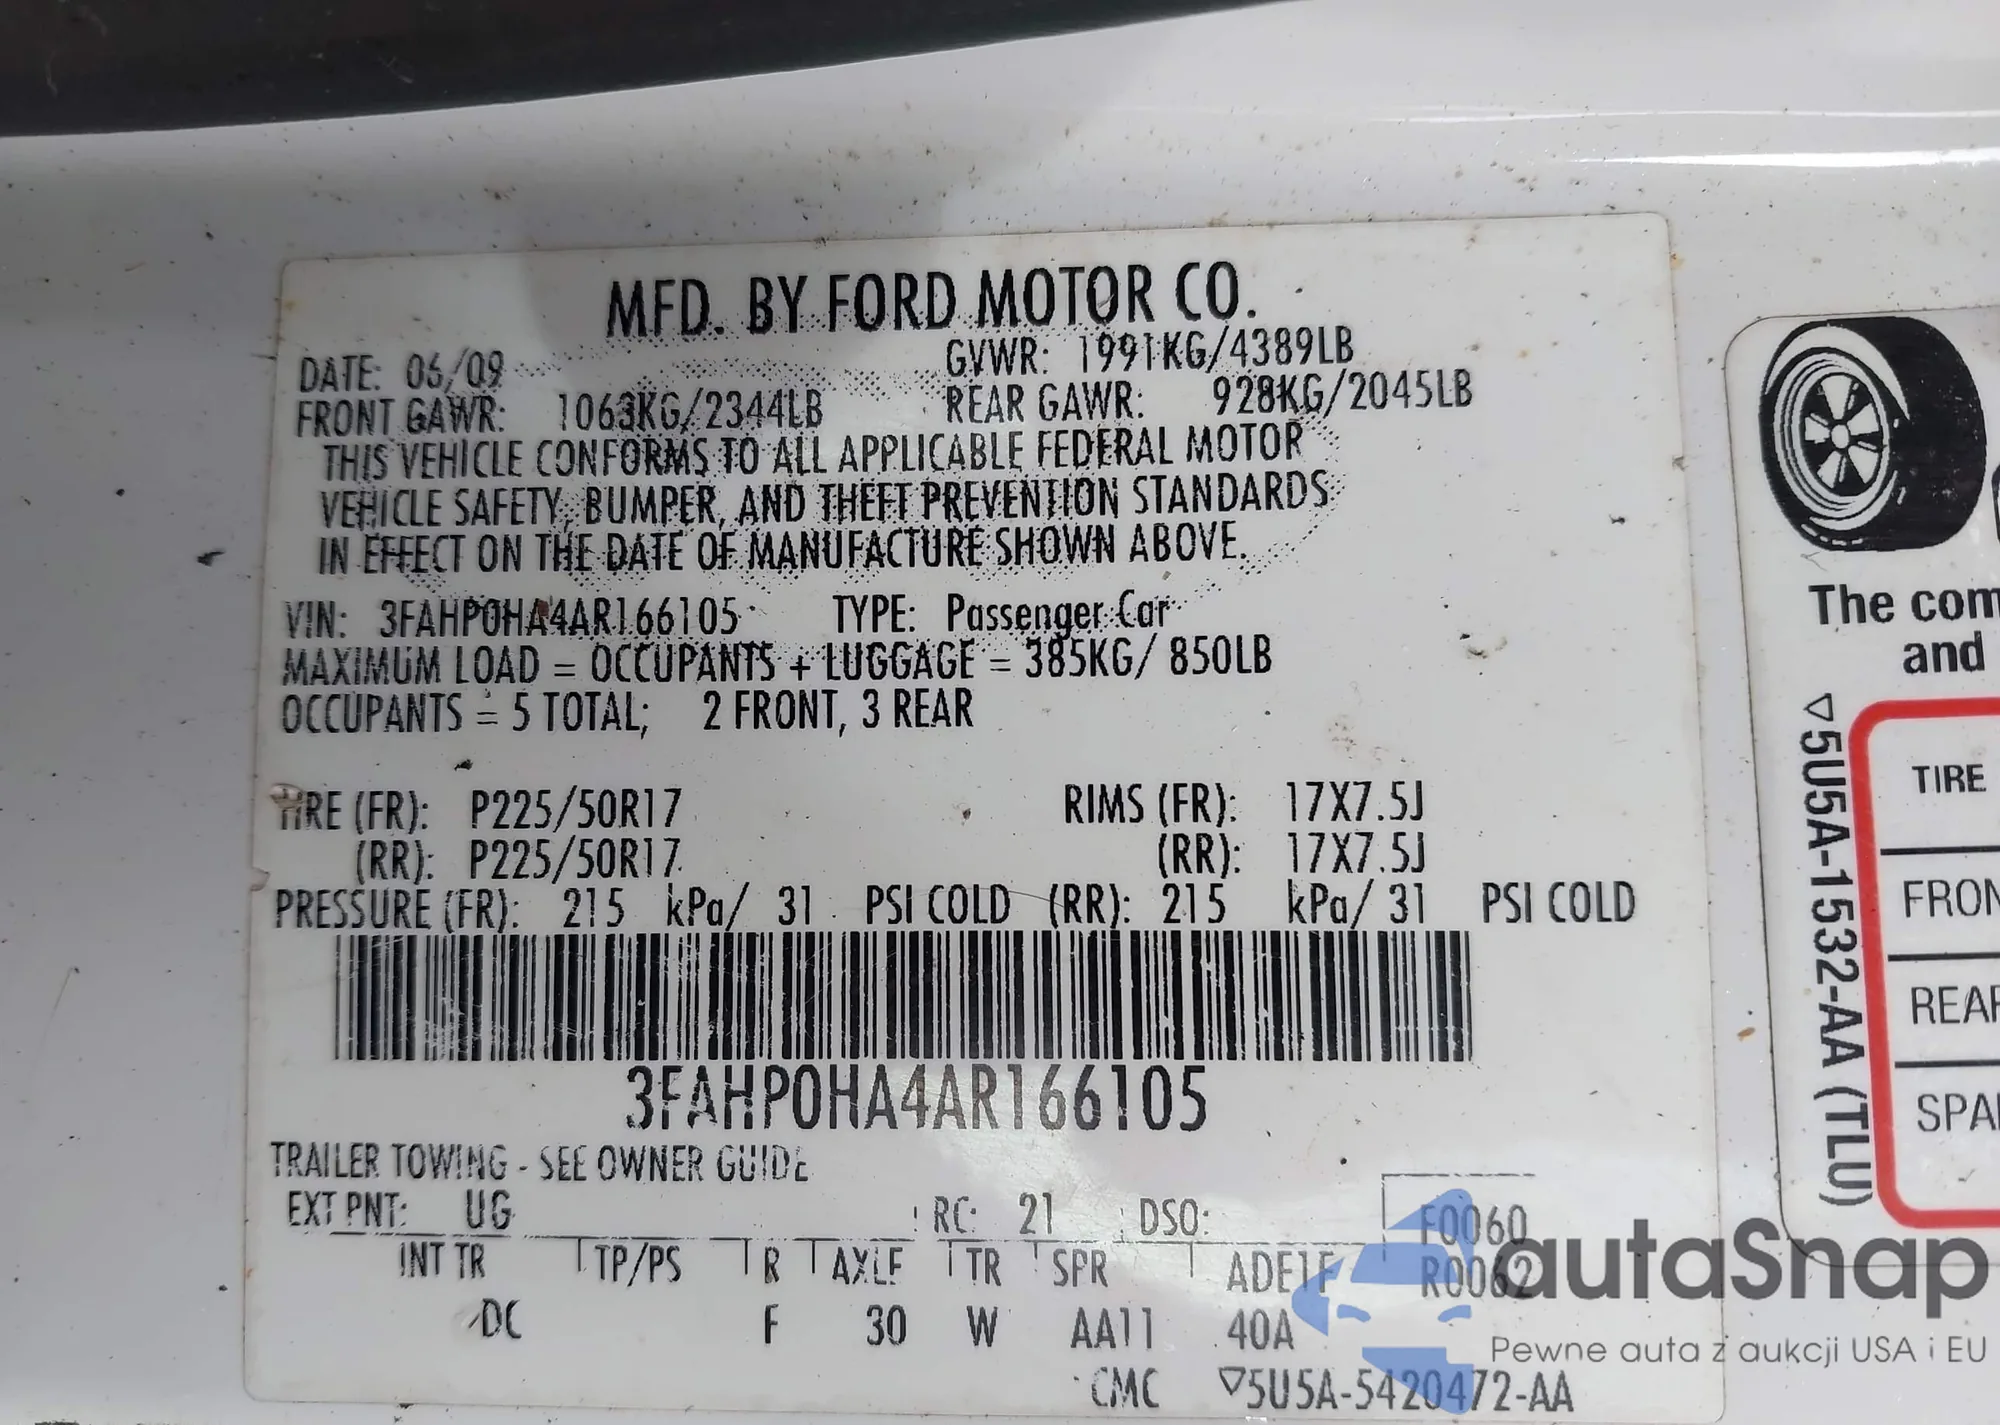 MFD. BY FORD MOTOR CO.
DATE: 06/09 GVWR: 1991KG/4389LB
FRONT GAWR: 1063KG/2344LB REAR GAWR: 928KG/2045LB
THIS VEHICLE CONFORMS TO ALL APPLICABLE FEDERAL MOTOR
VEHICLE SAFETY, BUMPER, AND THEFT PREVENTION STANDARDS
IN EFFECT ON THE DATE OF MANUFACTURE SHOWN ABOVE.
VIN: 3FAHP0HA4AR166105 TYPE: Passenger Car
MAXIMUM LOAD = OCCUPANTS + LUGGAGE = 385KG/ 850LB
OCCUPANTS = 5 TOTAL; 2 FRONT, 3 REAR
TIRE (FR): P225/50R17 RIMS (FR): 17X7.5J
(RR): P225/50R17 (RR): 17X7.5J
PRESSURE (FR): 215 kPa/ 31 PSI COLD (RR): 215 kPa/ 31 PSI COLD
3FAHP0HA4AR166105
TRAILER TOWING - SEE OWNER GUIDE
EXT PNT: UG RC: 21 DSO: F0060
INT TR TP/PS R AXLE TR SPR R0062
DC F 30 W AA11 40A
CMC ▽5U5A-5420472-AA
The com
and
▽5U5A-1532-AA (TLU)
TIRE
FRON
REAR
SPA
autaSnap
Pewne auta z aukcji USA i EU